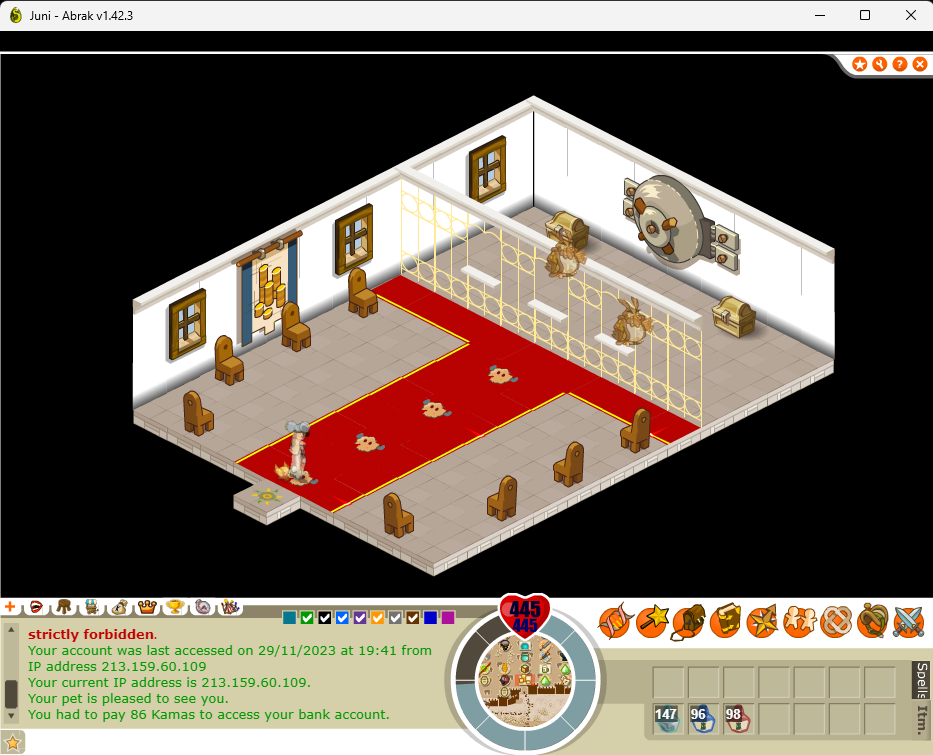 Juni - Abrak v1.42.3
strictly forbidden.
Your account was last accessed on 29/11/2023 at 19:41 from
IP address 213.159.60.109
Your current IP address is 213.159.60.109.
Your pet is pleased to see you.
You had to pay 86 Kamas to access your bank account.
445
445
Spells
Itm.
147
96
98